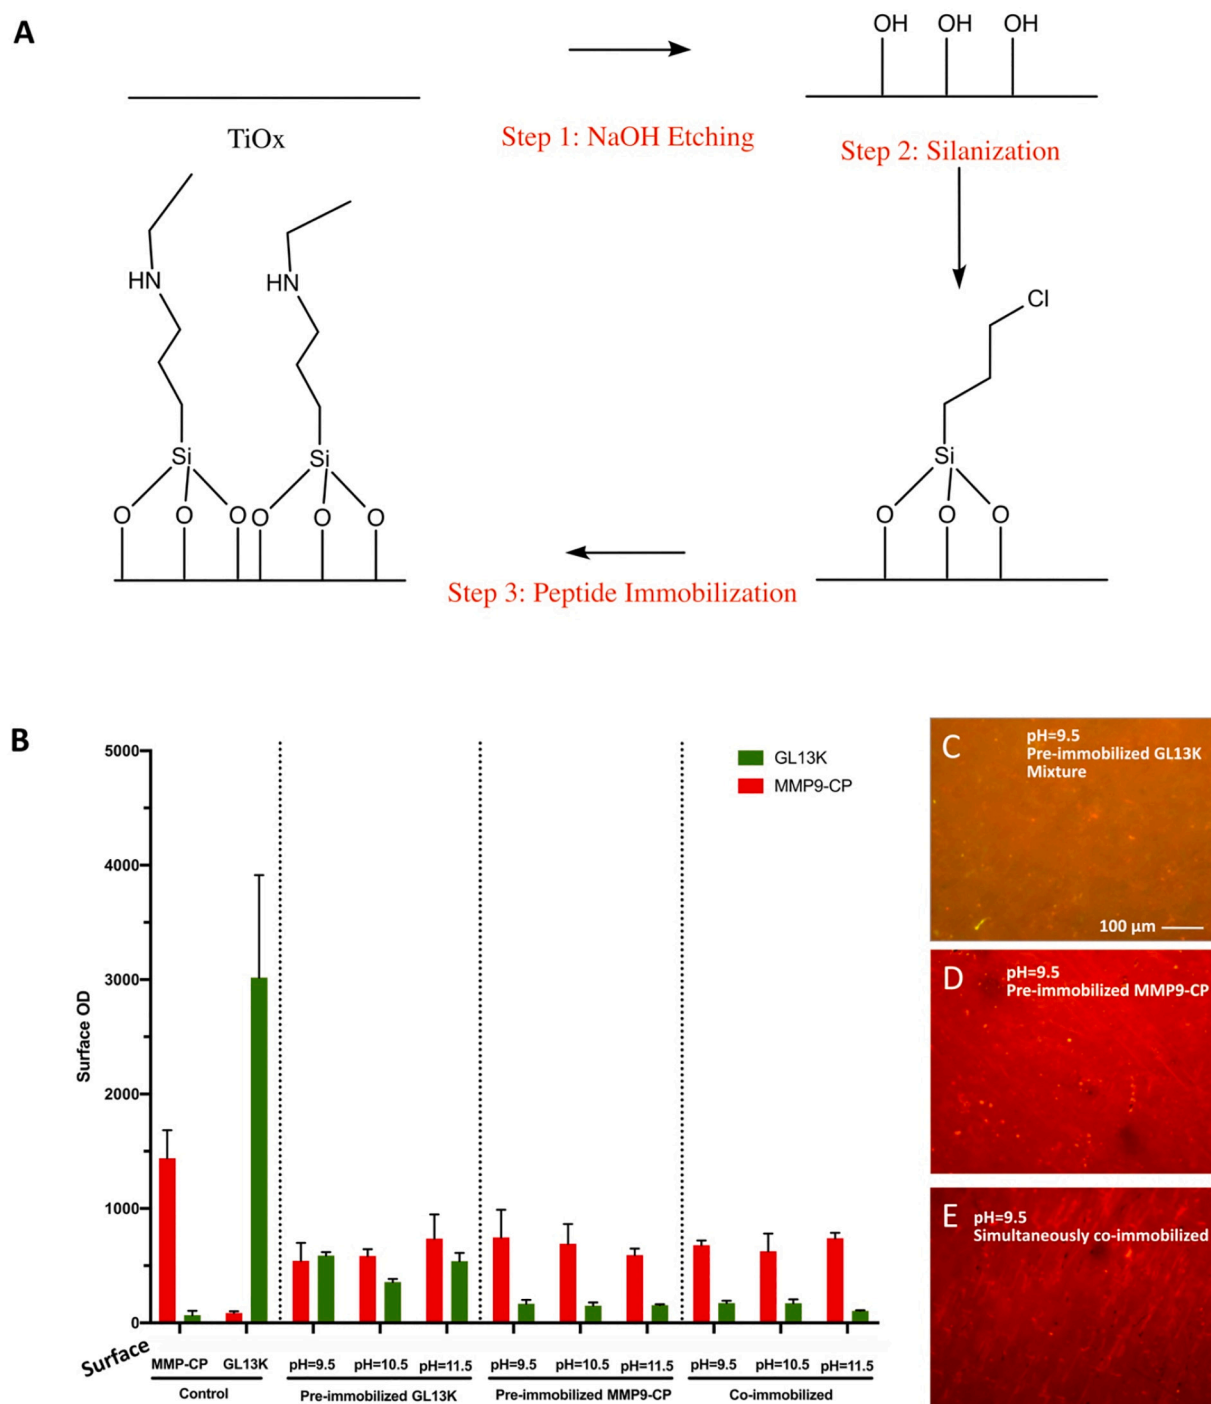 A
OH OH OH
TiOx
Step 1: NaOH Etching
Step 2: Silanization
HN HN
Cl
Si Si Si
O O O O O O O O O
Step 3: Peptide Immobilization
B
5000
4000
3000
2000
1000
0
Surface OD
GL13K
MMP9-CP
Surface
MMP-CP GL13K pH=9.5 pH=10.5 pH=11.5 pH=9.5 pH=10.5 pH=11.5 pH=9.5 pH=10.5 pH=11.5
Control Pre-immobilized GL13K Pre-immobilized MMP9-CP Co-immobilized
C
pH=9.5
Pre-immobilized GL13K
Mixture
100 μm
D
pH=9.5
Pre-immobilized MMP9-CP
E
pH=9.5
Simultaneously co-immobilized